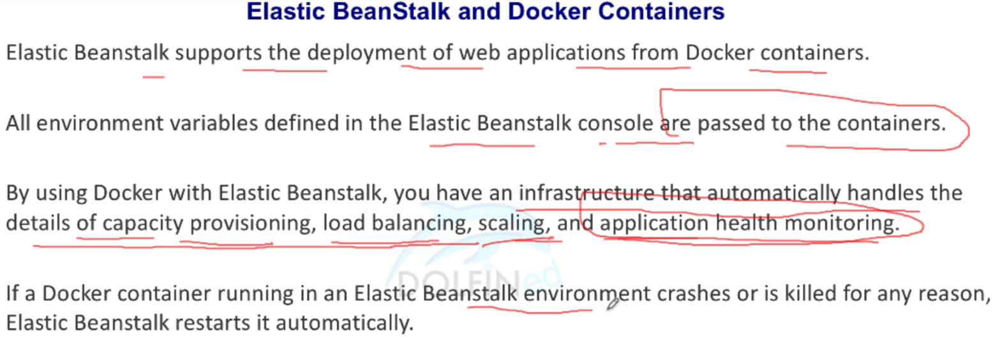 Elastic BeanStalk and Docker Containers
Elastic Beanstalk supports the deployment of web applications from Docker containers.
All environment variables defined in the Elastic Beanstalk console are passed to the containers.
By using Docker with Elastic Beanstalk, you have an infrastructure that automatically handles the
details of capacity provisioning, load balancing, scaling, and application health monitoring.
DOLFINed
If a Docker container running in an Elastic Beanstalk environment crashes or is killed for any reason,
Elastic Beanstalk restarts it automatically.